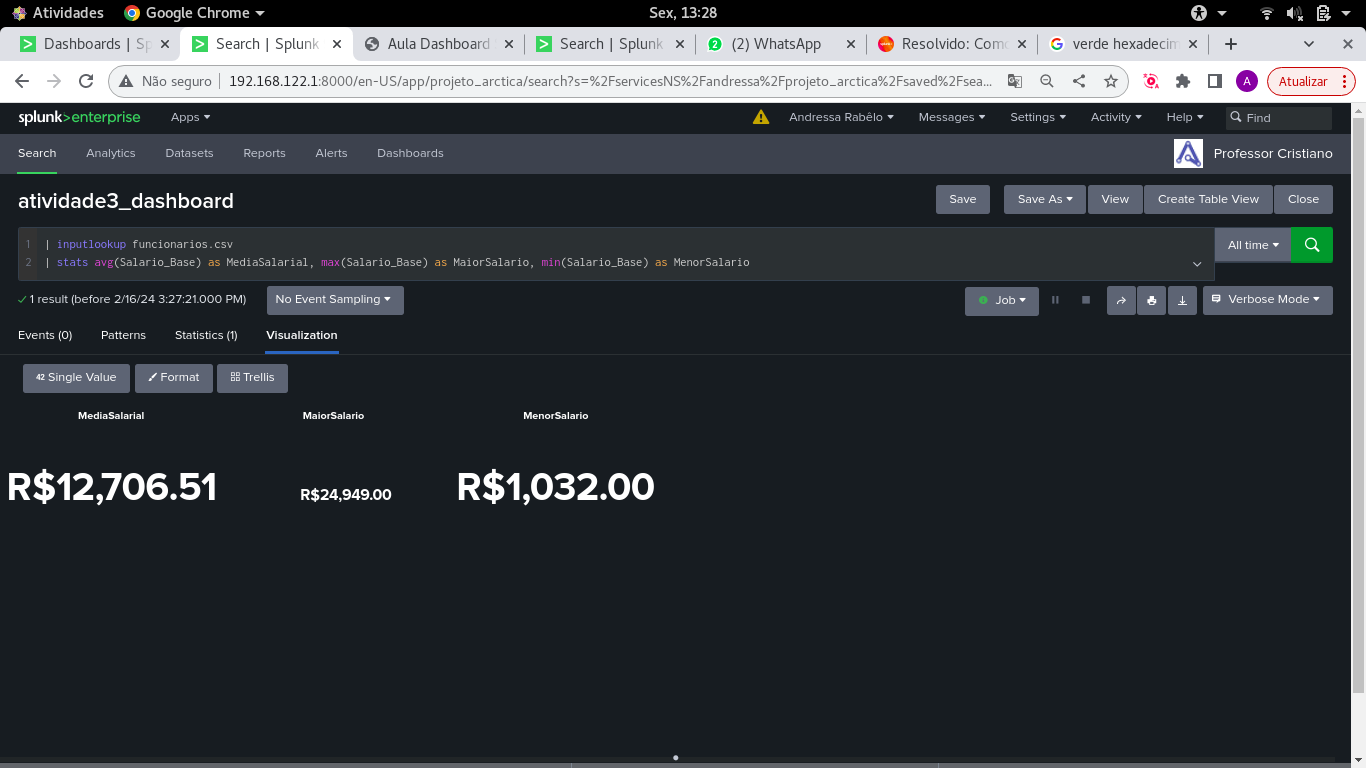 Atividades Google Chrome Sex, 13:28
Dashboards | Sp Search | Splunk Aula Dashboard Search | Splunk (2) WhatsApp Resolvido: Como verde hexadecim
Não seguro 192.168.122.1:8000/en-US/app/projeto_arctica/search?s=%2FservicesNS%2Fandressa%2Fprojeto_arctica%2Fsaved%2Fsea... A Atualizar
splunk>enterprise Apps Andressa Rabêlo Messages Settings Activity Help Find
Search Analytics Datasets Reports Alerts Dashboards Professor Cristiano
atividade3_dashboard Save Save As View Create Table View Close
1 | inputlookup funcionarios.csv
2 | stats avg(Salario_Base) as MediaSalarial, max(Salario_Base) as MaiorSalario, min(Salario_Base) as MenorSalario
All time
1 result (before 2/16/24 3:27:21.000 PM) No Event Sampling Job Verbose Mode
Events (0) Patterns Statistics (1) Visualization
42 Single Value Format Trellis
MediaSalarial MaiorSalario MenorSalario
R$12,706.51 R$24,949.00 R$1,032.00